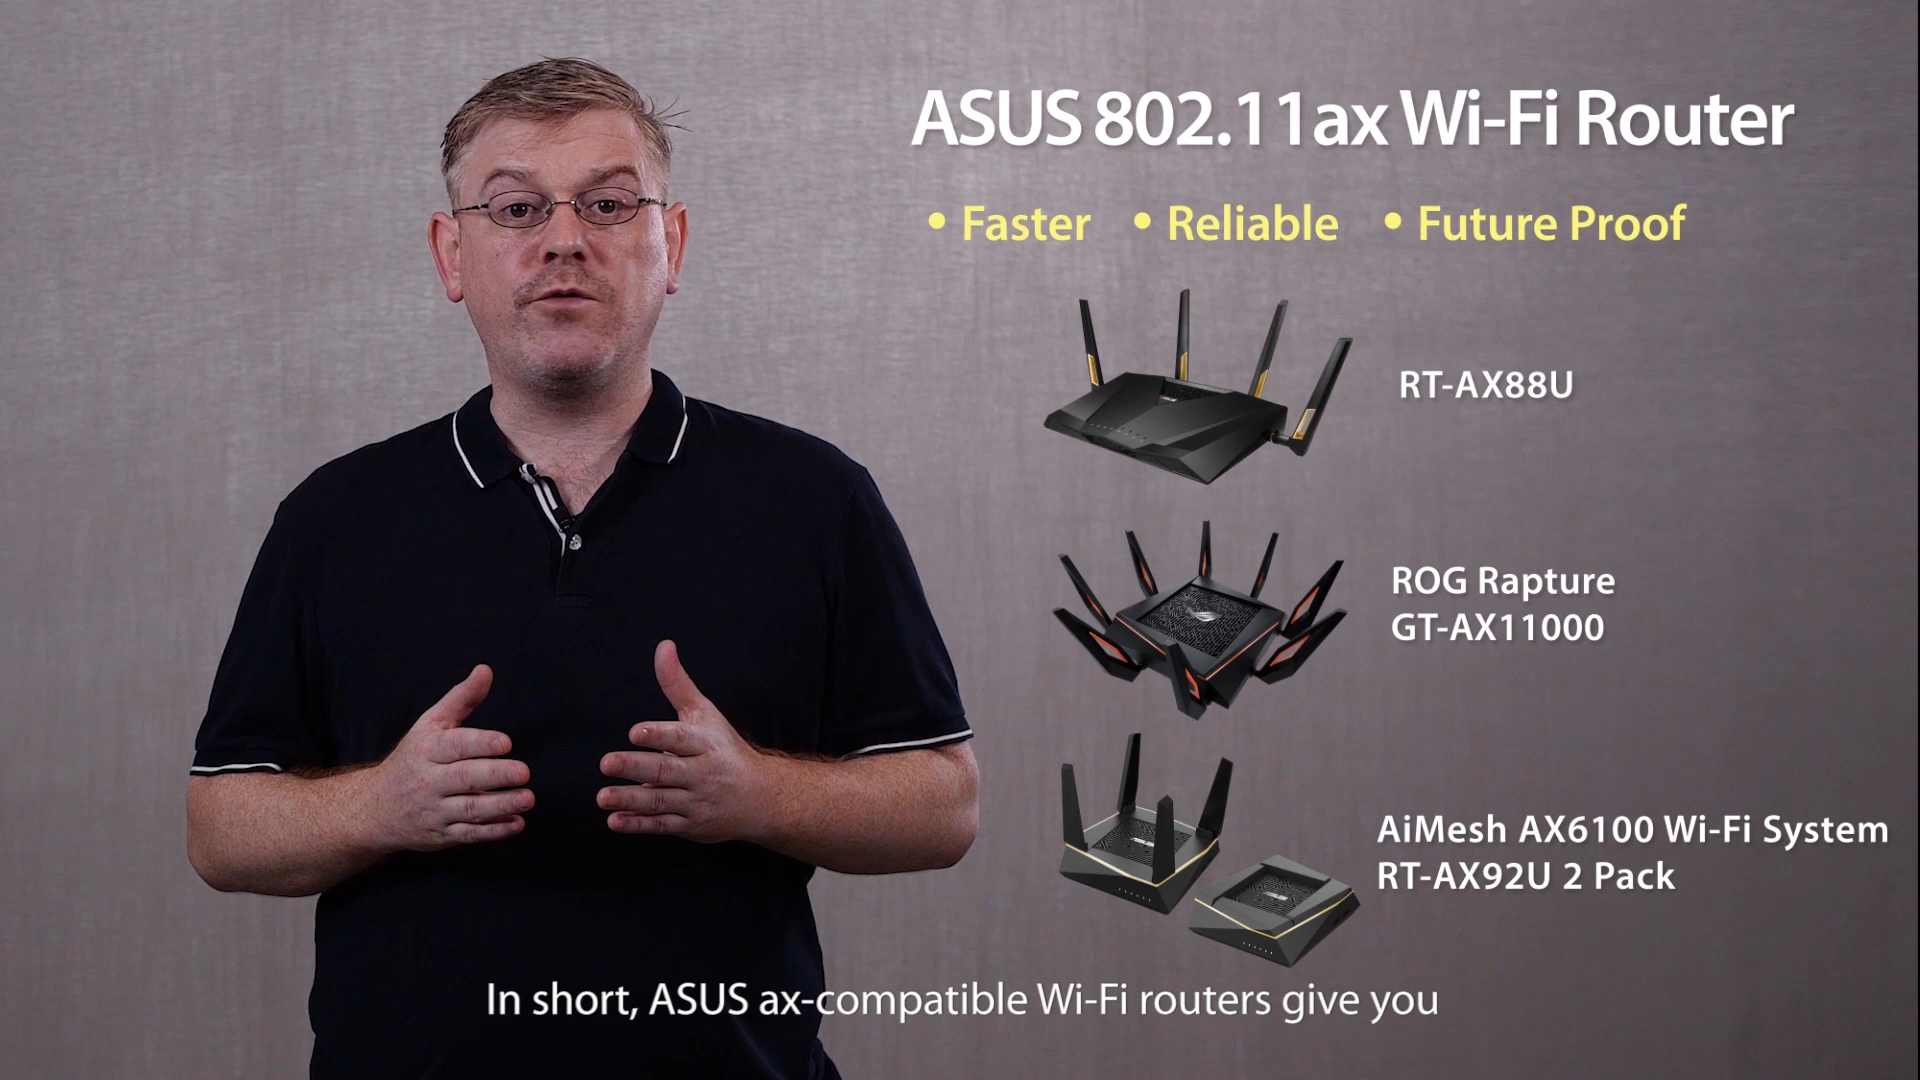 ASUS 802.11ax Wi-Fi Router
• Faster • Reliable • Future Proof
RT-AX88U
ROG Rapture
GT-AX11000
AiMesh AX6100 Wi-Fi System
RT-AX92U 2 Pack
In short, ASUS ax-compatible Wi-Fi routers give you